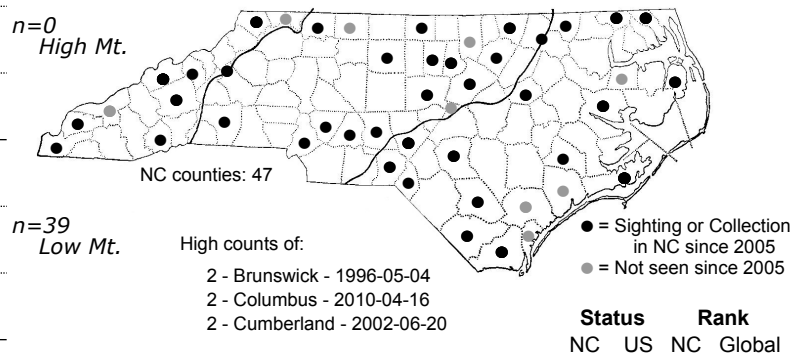 n=0
High Mt.
NC counties: 47
n=39
Low Mt.
High counts of:
2 - Brunswick - 1996-05-04
2 - Columbus - 2010-04-16
2 - Cumberland - 2002-06-20
= Sighting or Collection
in NC since 2005
= Not seen since 2005
Status Rank
NC US NC Global